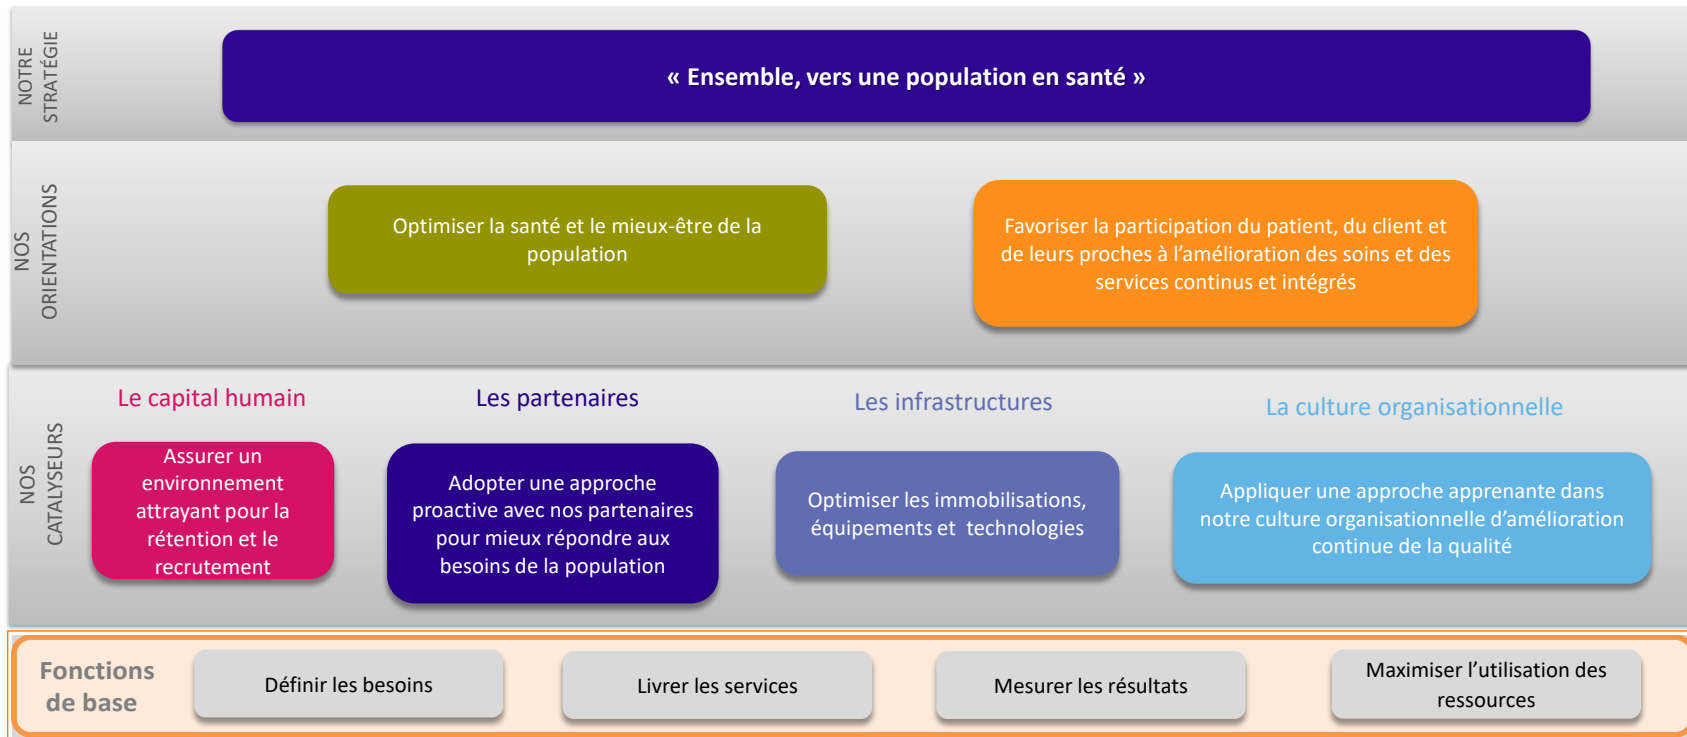 NOTRE
STRATÉGIE
« Ensemble, vers une population en santé »
NOS
ORIENTATIONS
Optimiser la santé et le mieux-être de la
population
Favoriser la participation du patient, du client et
de leurs proches à l’amélioration des soins et des
services continus et intégrés
NOS
CATALYSEURS
Le capital humain
Assurer un
environnement
attrayant pour la
rétention et le
recrutement
Les partenaires
Adopter une approche
proactive avec nos partenaires
pour mieux répondre aux
besoins de la population
Les infrastructures
Optimiser les immobilisations,
équipements et  technologies
La culture organisationnelle
Appliquer une approche apprenante dans
notre culture organisationnelle d’amélioration
continue de la qualité
Fonctions
de base
Définir les besoins
Livrer les services
Mesurer les résultats
Maximiser l’utilisation des
ressources